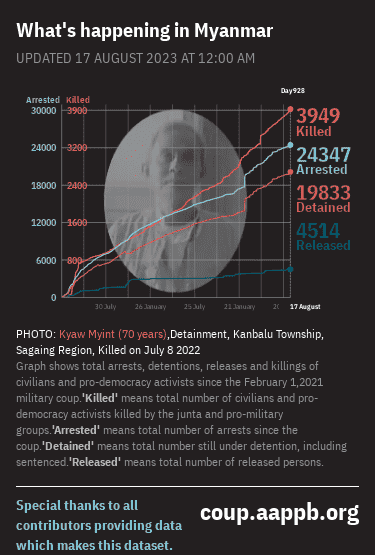 What's happening in Myanmar
UPDATED 17 AUGUST 2023 AT 12:00 AM
Day928
Arrested Killed
30000 3900
3949
Killed
24000 3200
24347
Arrested
18000 2400
19833
Detained
12000 1600
4514
Released
6000 800
0
30 July 26 January 25 July 21 January 20 17 August
PHOTO: Kyaw Myint (70 years),Detainment, Kanbalu Township,
Sagaing Region, Killed on July 8 2022
Graph shows total arrests, detentions, releases and killings of
civilians and pro-democracy activists since the February 1,2021
military coup.'Killed' means total number of civilians and pro-
democracy activists killed by the junta and pro-military
groups.'Arrested' means total number of arrests since the
coup.'Detained' means total number still under detention, including
sentenced.'Released' means total number of released persons.
Special thanks to all
contributors providing data
which makes this dataset.
coup.aappb.org